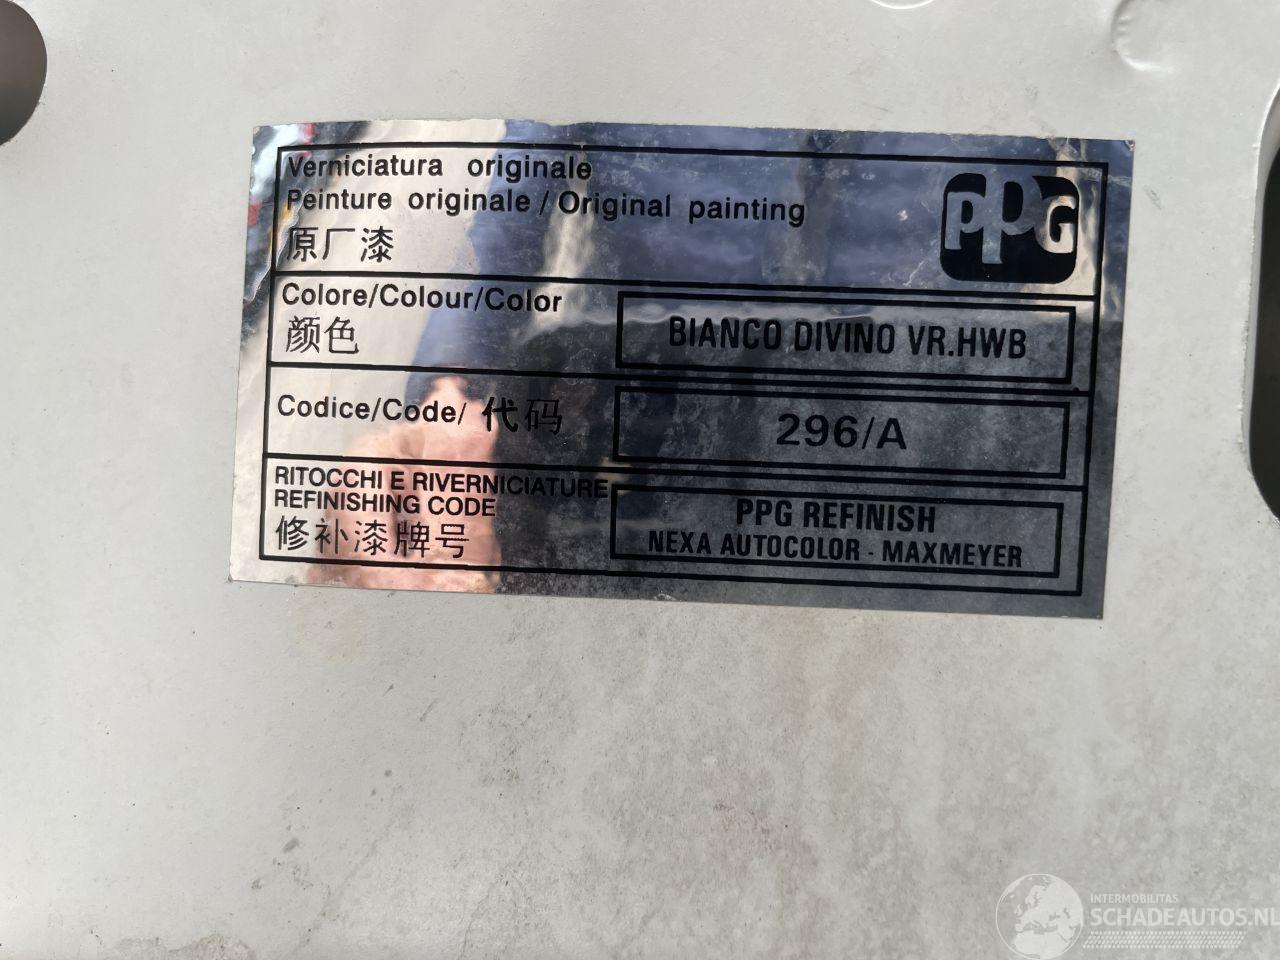 Verniciatura originale
Peinture originale / Original painting
原厂漆
PPG
Colore/Colour/Color
颜色
BIANCO DIVINO VR.HWB
Codice/Code/ 代码
296/A
RITOCCHI E RIVERNICIATURE
REFINISHING CODE
修补漆牌号
PPG REFINISH
NEXA AUTOCOLOR - MAXMEYER
INTERMOBILITAS
SCHADEAUTOS.NL